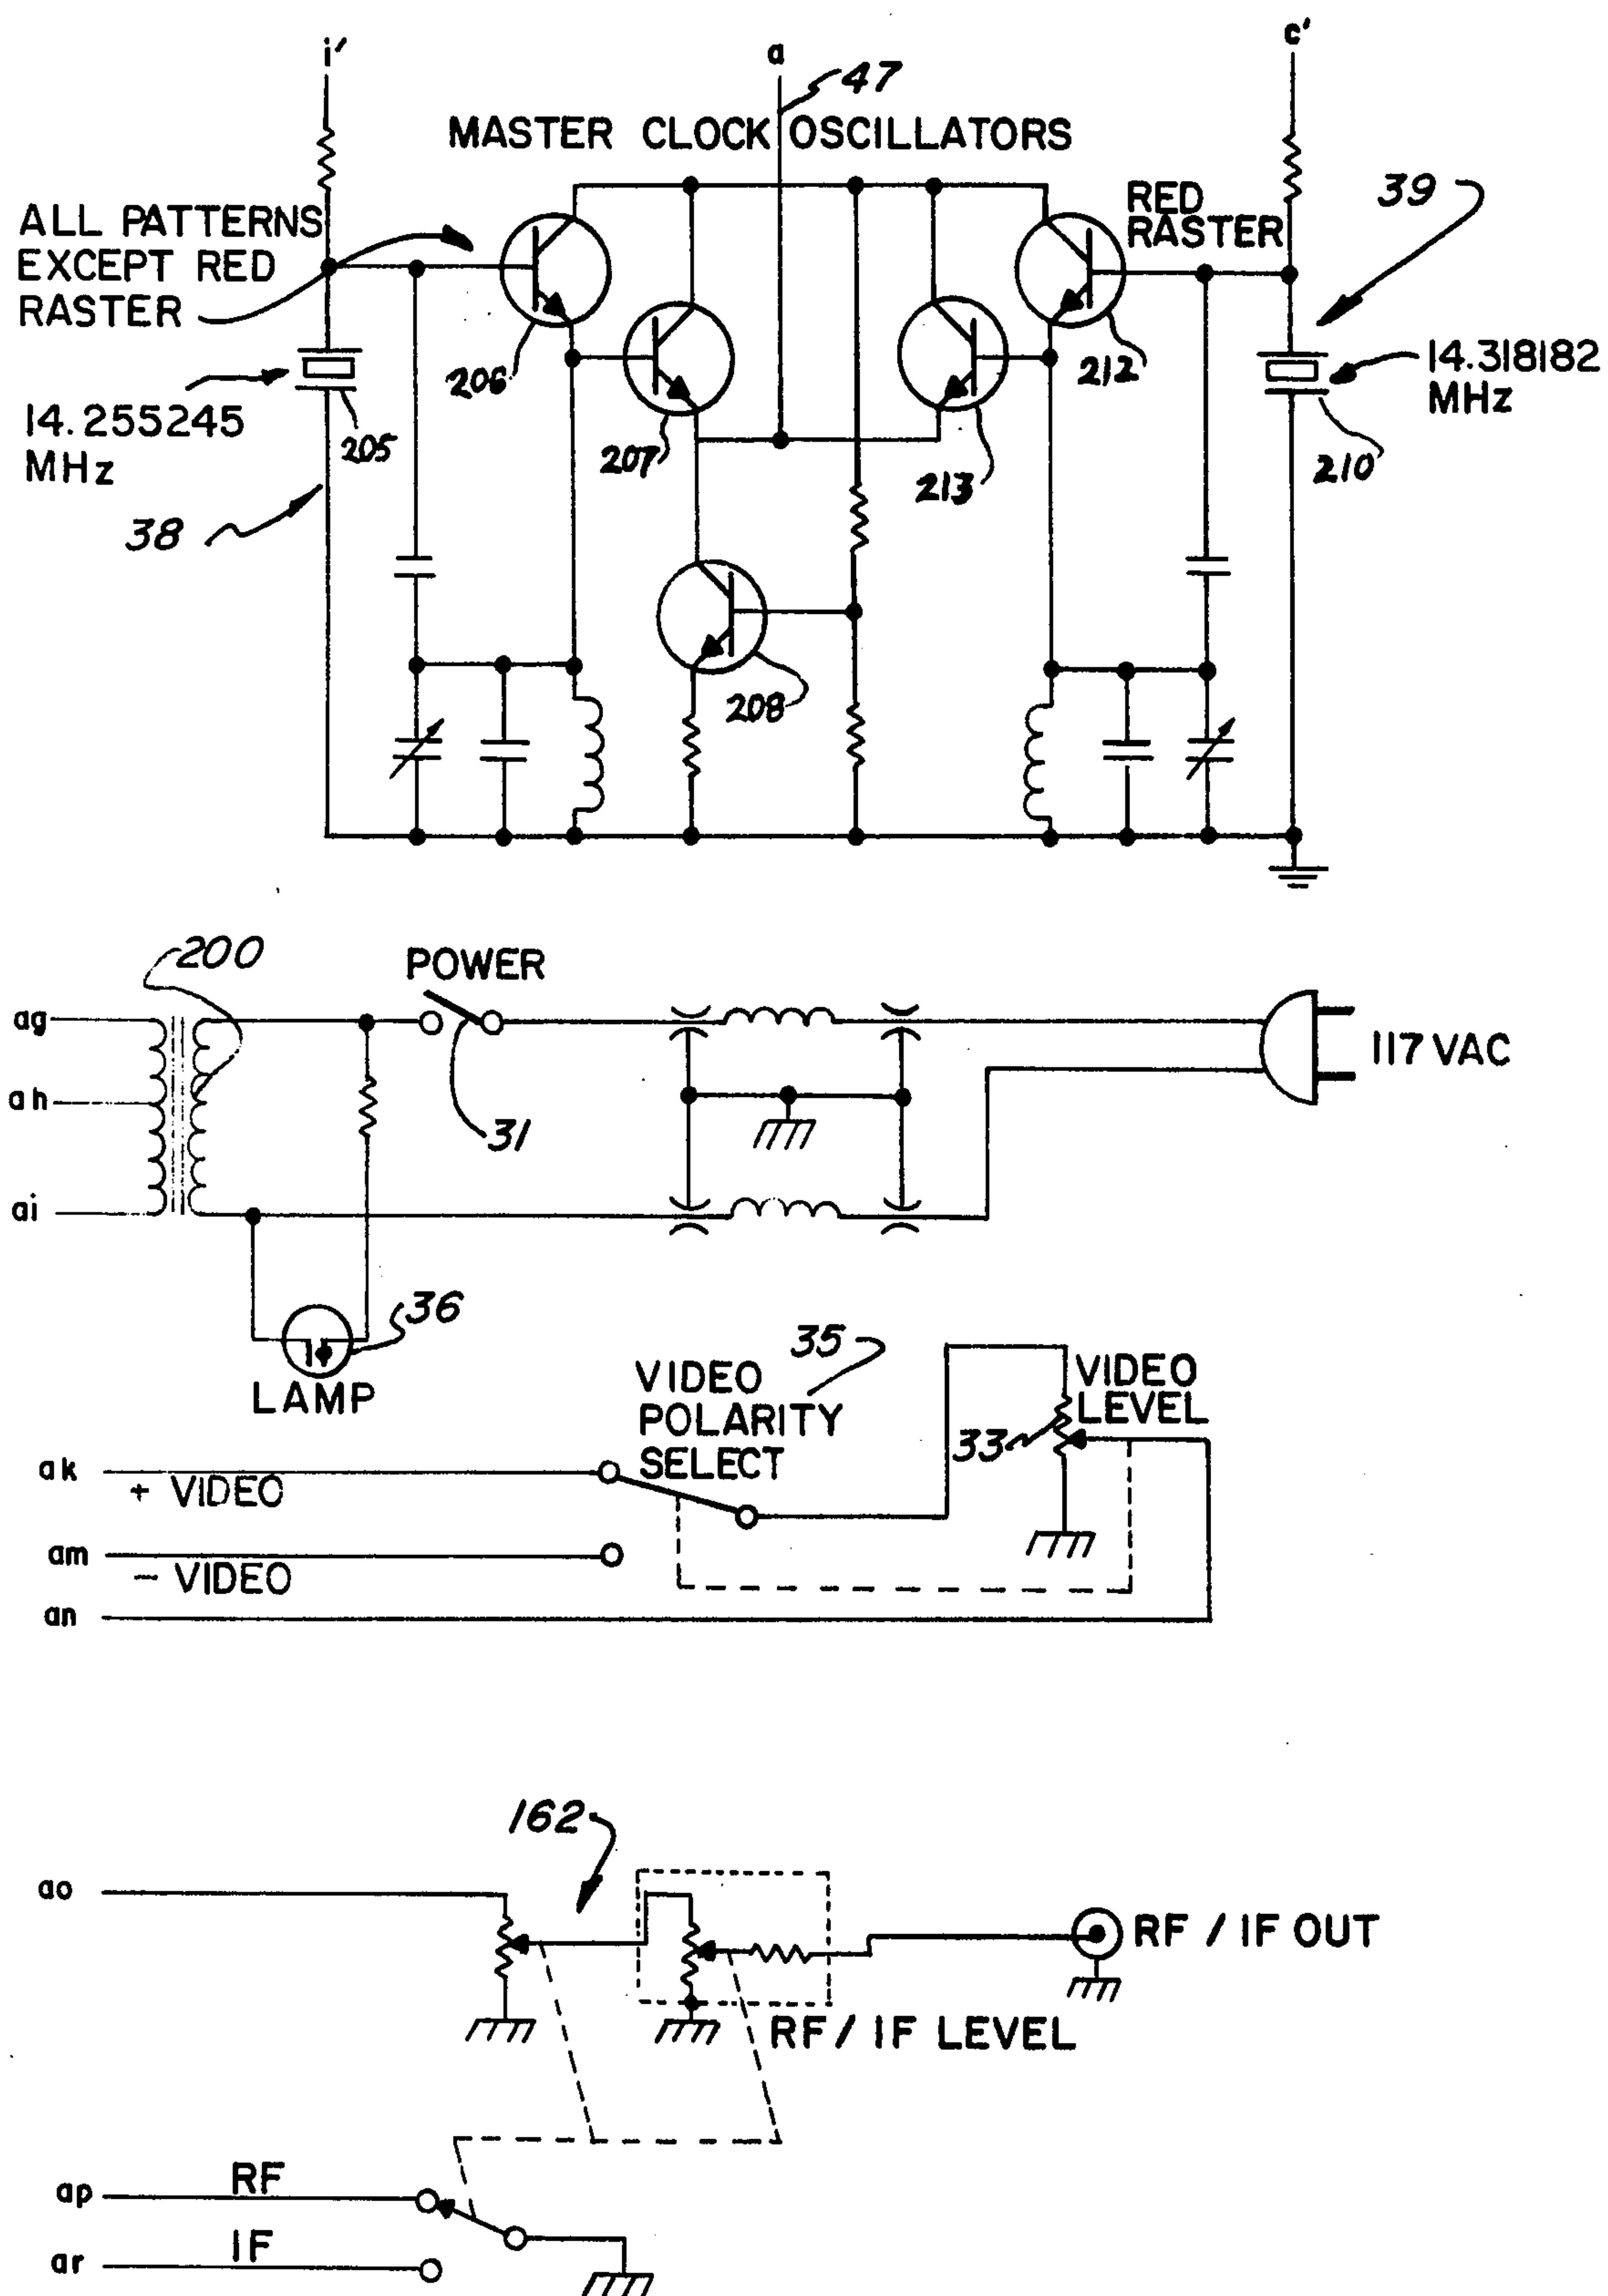 i' a c'
47
MASTER CLOCK OSCILLATORS
39
RED
RASTER
ALL PATTERNS
EXCEPT RED
RASTER
206
212
14.318182
MHz
14.255245
MHz
205
207
213
210
38
208
200
POWER
ag
117 VAC
ah
31
ai
36
LAMP
35
VIDEO
POLARITY
SELECT
VIDEO
LEVEL
33
ak
+ VIDEO
am
- VIDEO
an
162
ao
RF / IF OUT
RF / IF LEVEL
ap RF
ar IF